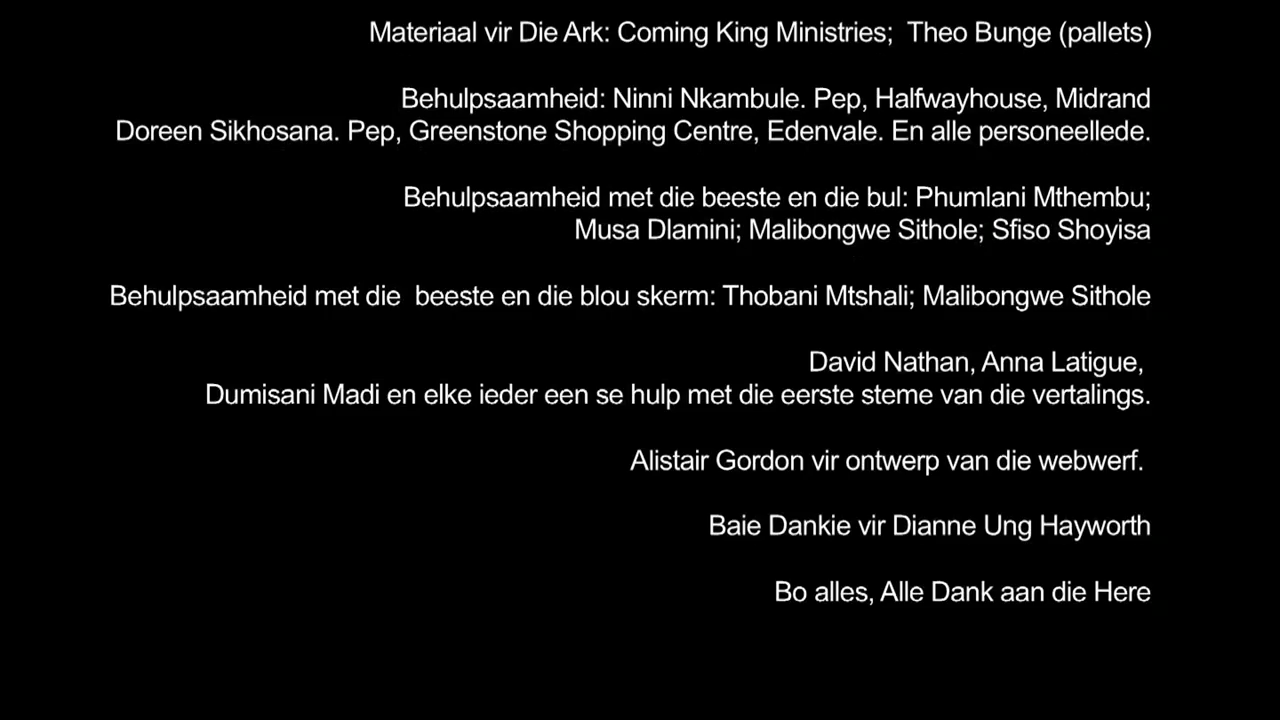 Materiaal vir Die Ark: Coming King Ministries;  Theo Bunge (pallets)
Behulpsaamheid: Ninni Nkambule. Pep, Halfwayhouse, Midrand
Doreen Sikhosana. Pep, Greenstone Shopping Centre, Edenvale. En alle personeellede.
Behulpsaamheid met die beeste en die bul: Phumlani Mthembu;
Musa Dlamini; Malibongwe Sithole; Sfiso Shoyisa
Behulpsaamheid met die  beeste en die blou skerm: Thobani Mtshali; Malibongwe Sithole
David Nathan, Anna Latigue,
Dumisani Madi en elke ieder een se hulp met die eerste steme van die vertalings.
Alistair Gordon vir ontwerp van die webwerf.
Baie Dankie vir Dianne Ung Hayworth
Bo alles, Alle Dank aan die Here